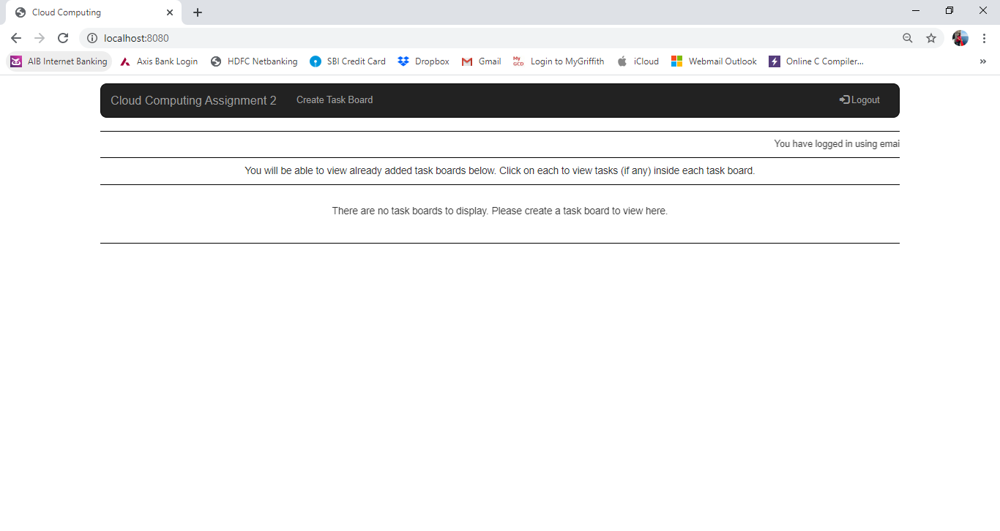 Cloud Computing
localhost:8080
AIB Internet Banking Axis Bank Login HDFC Netbanking SBI Credit Card Dropbox Gmail My GCD. Login to MyGriffith iCloud Webmail Outlook Online C Compiler... »
Cloud Computing Assignment 2 Create Task Board Logout
You have logged in using emai
You will be able to view already added task boards below. Click on each to view tasks (if any) inside each task board.
There are no task boards to display. Please create a task board to view here.